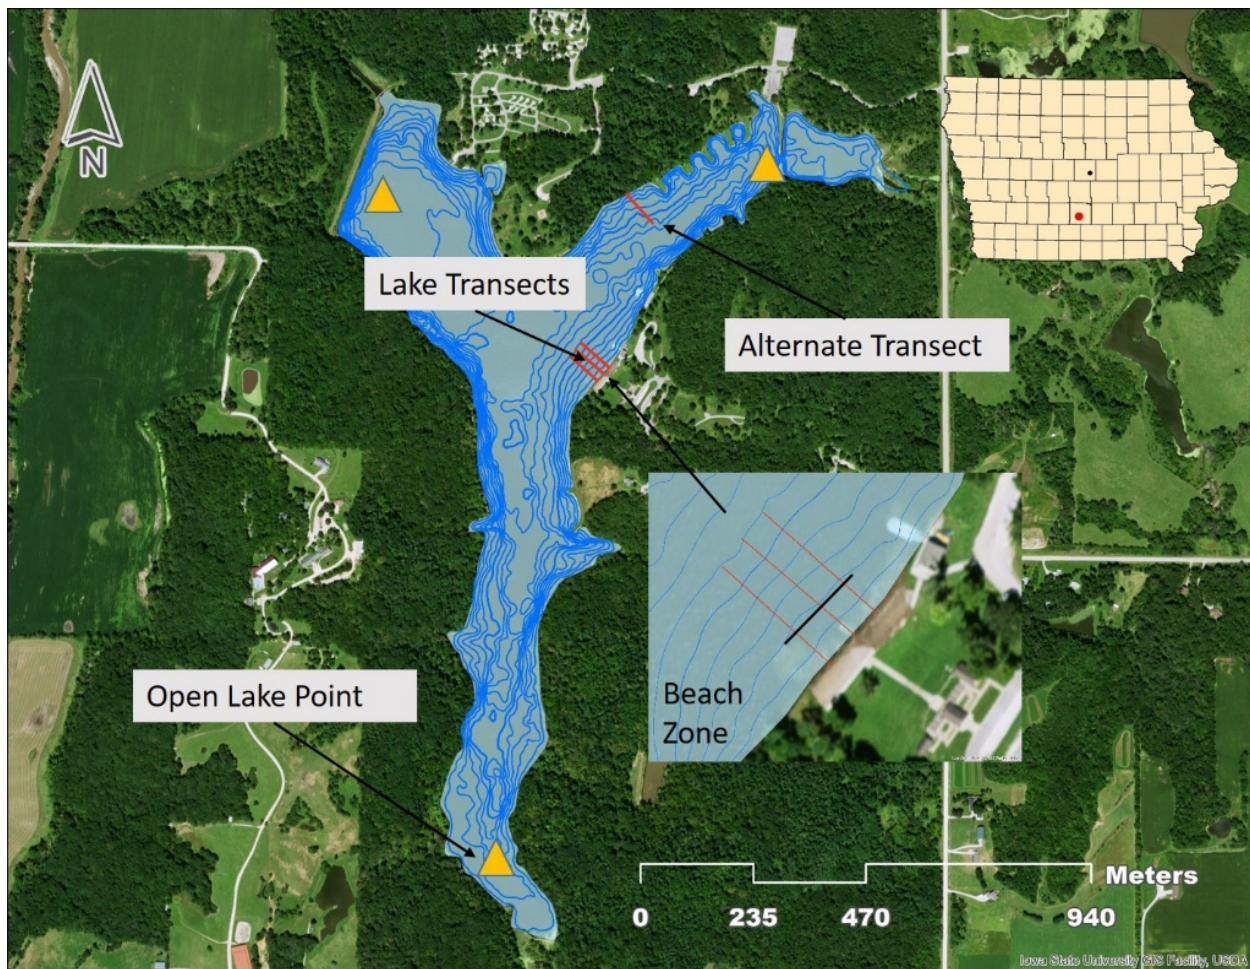 N
Lake Transects
Alternate Transect
Beach
Zone
Open Lake Point
Meters
0 235 470 940
Iowa State University GIS Facility, USDA